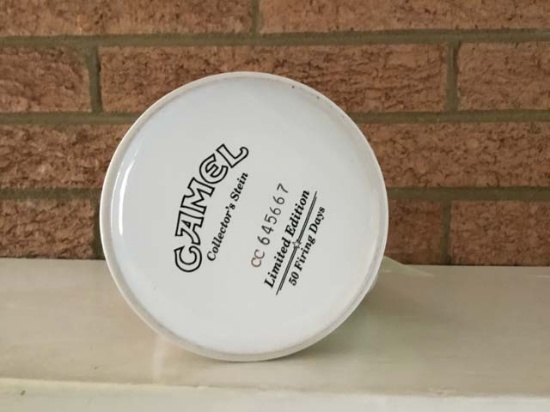 CAMEL
Collector's Stein
CC 645667
Limited Edition
50 Firing Days